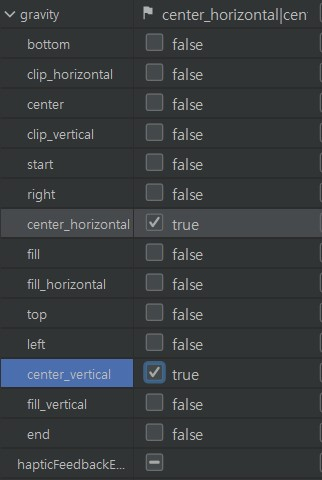 gravity center_horizontal|cen
bottom false
clip_horizontal false
center false
clip_vertical false
start false
right false
center_horizontal true
fill false
fill_horizontal false
top false
left false
center_vertical true
fill_vertical false
end false
hapticFeedbackE...